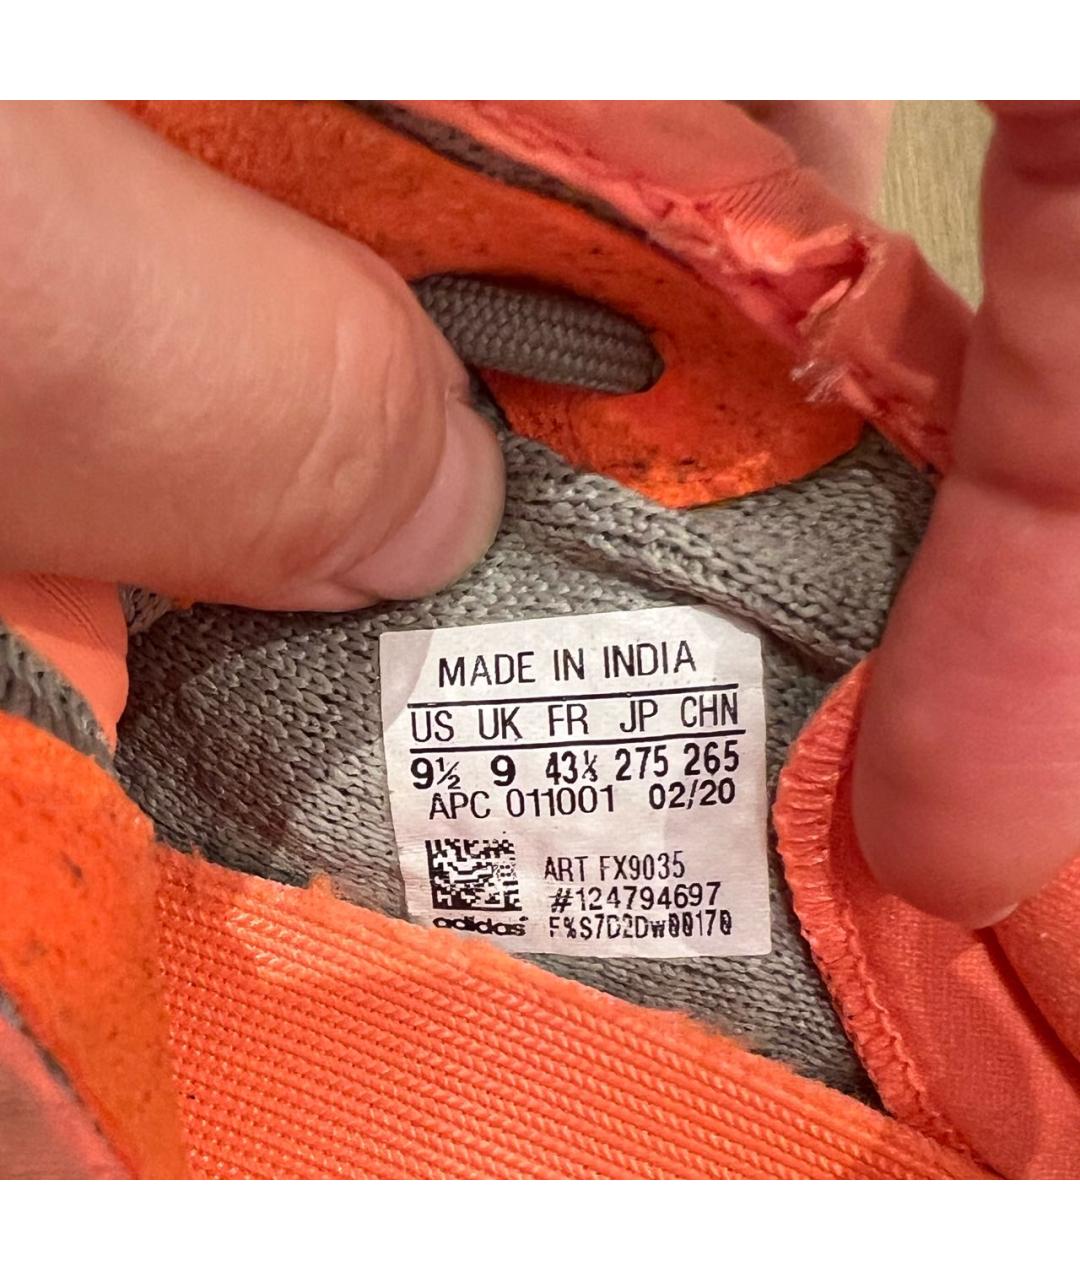 MADE IN INDIA
US UK FR JP CHN
9½ 9 43⅓ 275 265
APC 011001 02/20
ART FX9035
#124794697
adidas F%S7D2Dw00170